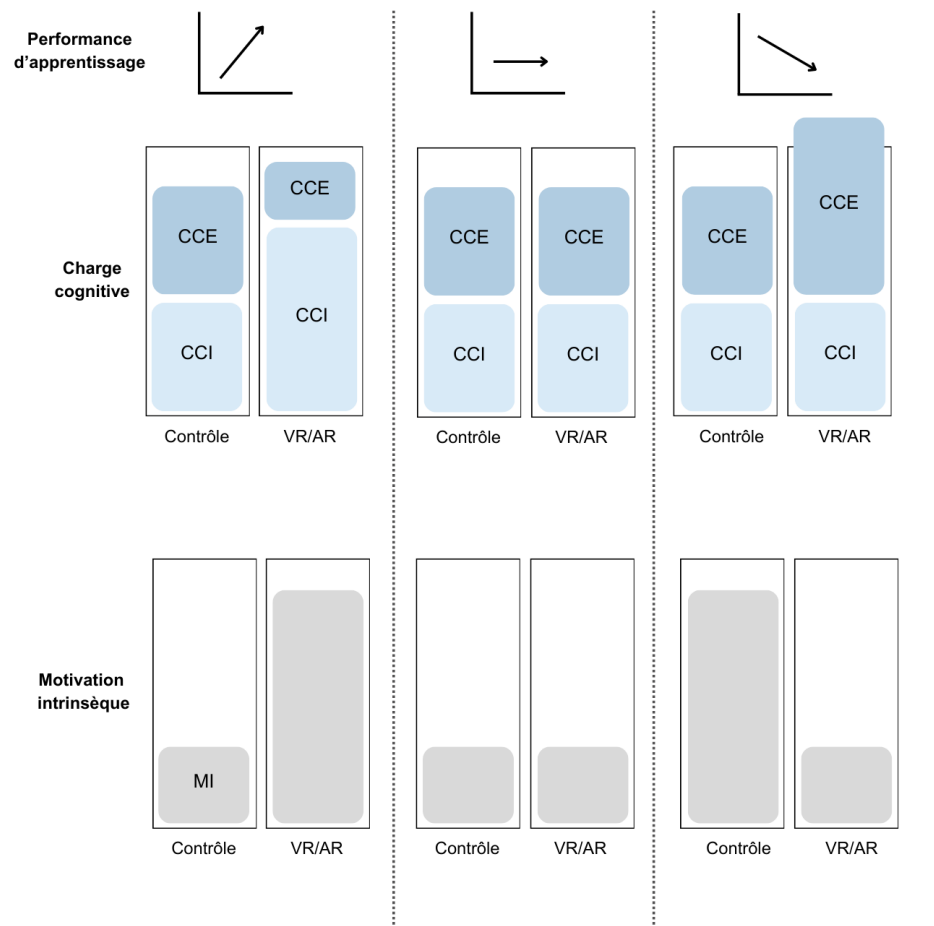 Performance
d’apprentissage
CCE
CCE
CCE
CCE
CCE
CCE
Charge
cognitive
CCI
CCI
CCI
CCI
CCI
CCI
Contrôle
VR/AR
Contrôle
VR/AR
Contrôle
VR/AR
Motivation
intrinsèque
MI
Contrôle
VR/AR
Contrôle
VR/AR
Contrôle
VR/AR